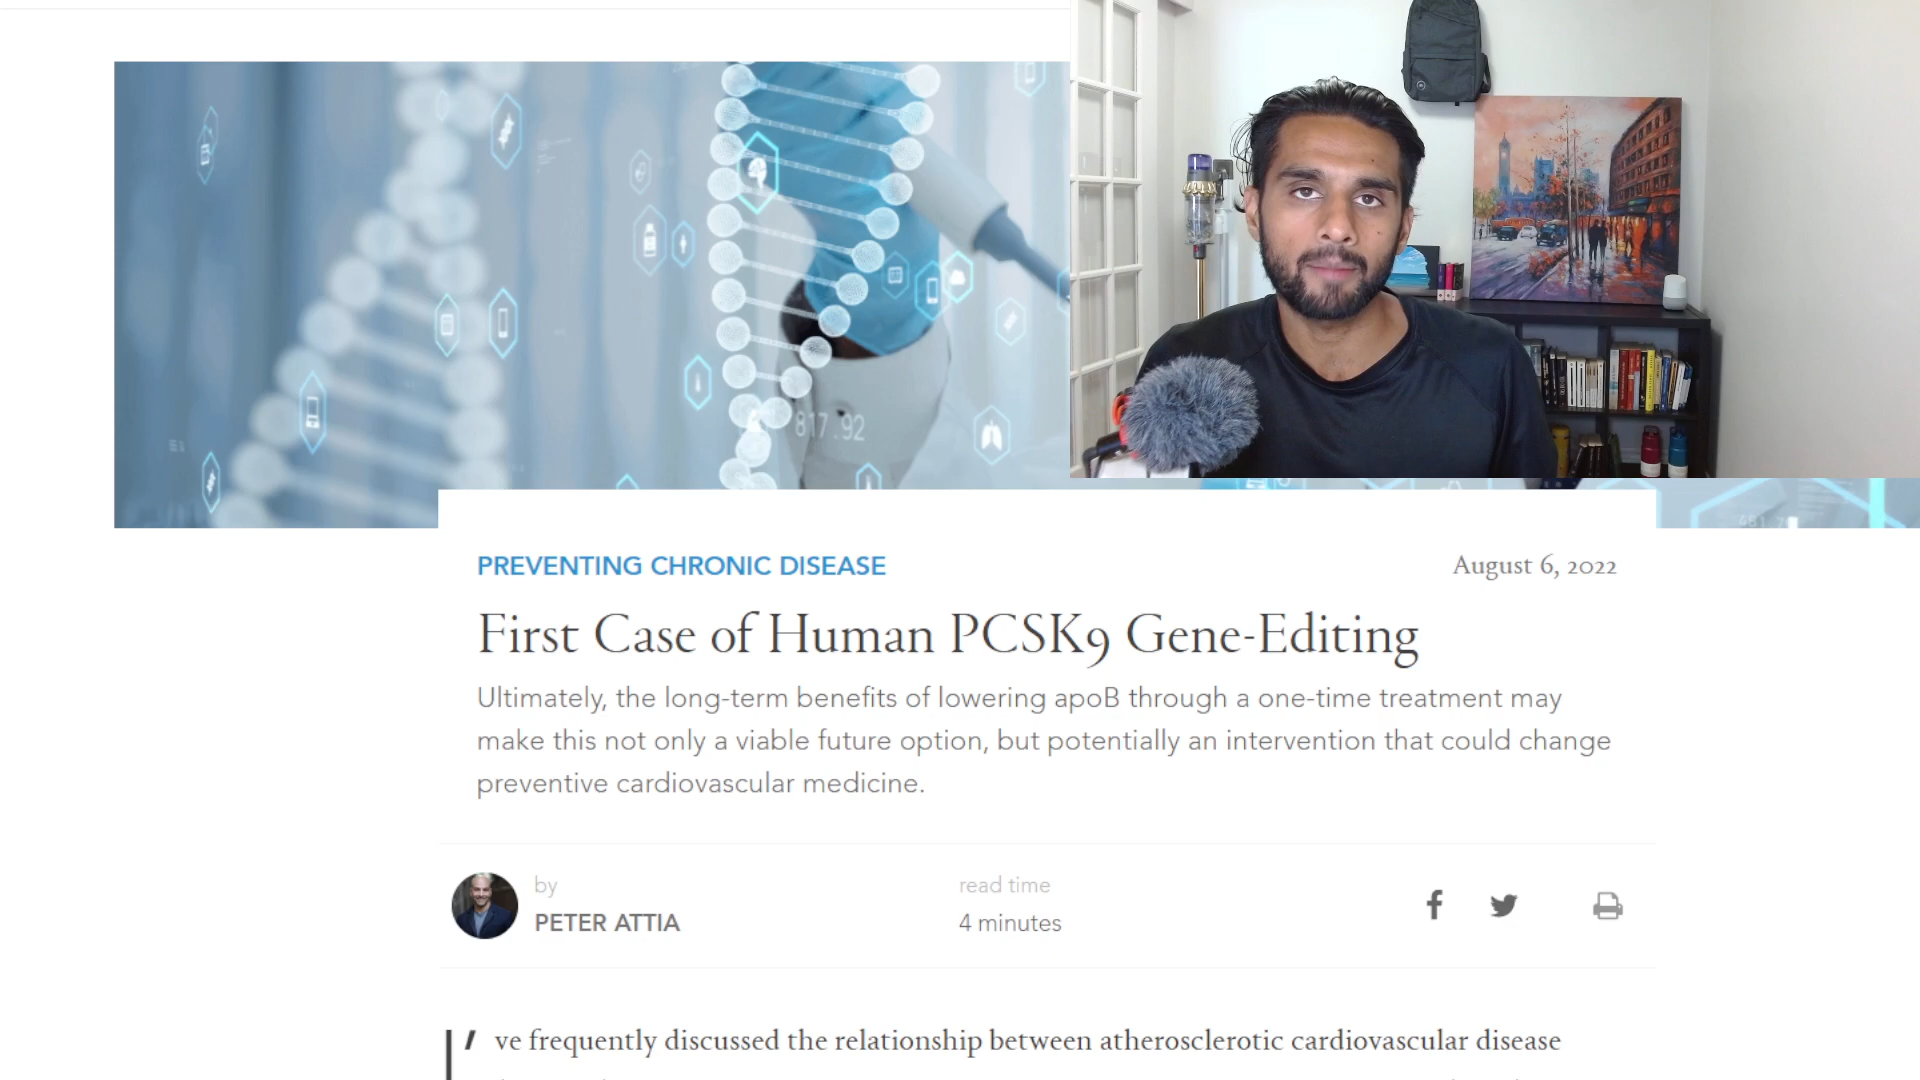 817.92
PREVENTING CHRONIC DISEASE
August 6, 2022
First Case of Human PCSK9 Gene-Editing
Ultimately, the long-term benefits of lowering apoB through a one-time treatment may
make this not only a viable future option, but potentially an intervention that could change
preventive cardiovascular medicine.
by
PETER ATTIA
read time
4 minutes
I've frequently discussed the relationship between atherosclerotic cardiovascular disease